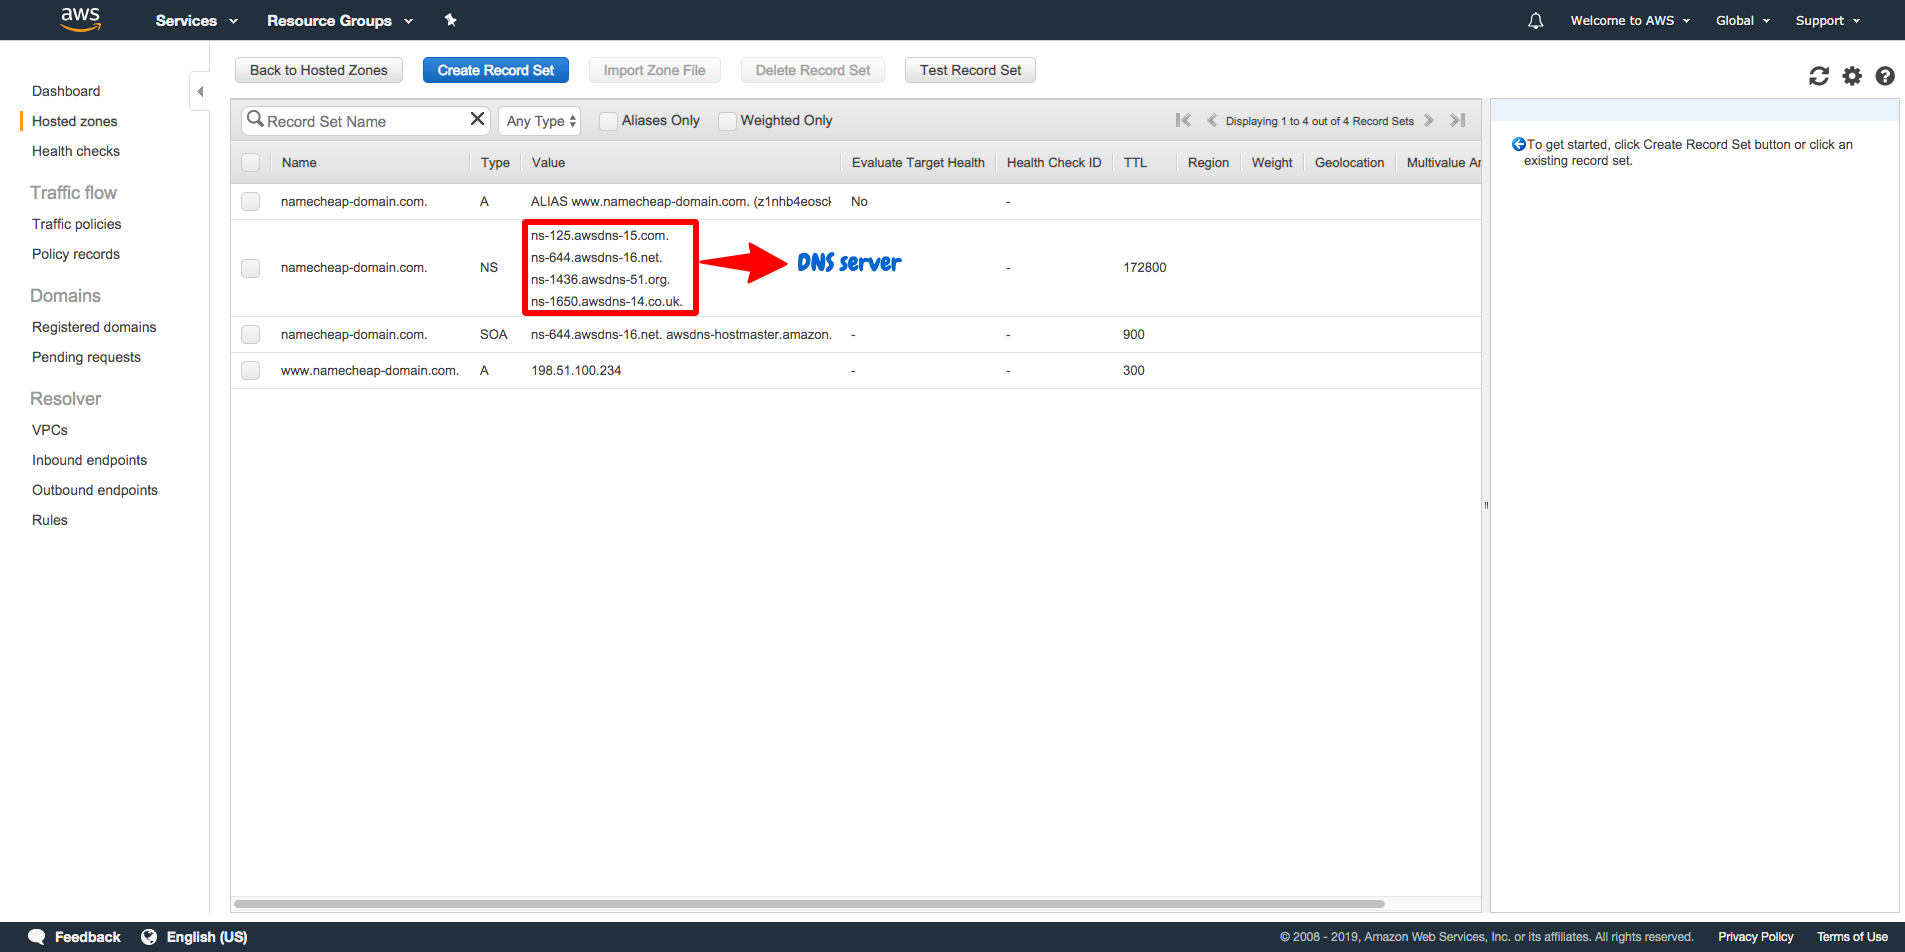 aws Services Resource Groups Welcome to AWS Global Support
Back to Hosted Zones Create Record Set Import Zone File Delete Record Set Test Record Set
Dashboard
Hosted zones
Health checks
Traffic flow
Traffic policies
Policy records
Domains
Registered domains
Pending requests
Resolver
VPCs
Inbound endpoints
Outbound endpoints
Rules
Record Set Name Any Type Aliases Only Weighted Only Displaying 1 to 4 out of 4 Record Sets
Name Type Value Evaluate Target Health Health Check ID TTL Region Weight Geolocation Multivalue An
namecheap-domain.com. A ALIAS www.namecheap-domain.com. (z1nhb4eosck No -
namecheap-domain.com. NS
ns-125.awsdns-15.com.
ns-644.awsdns-16.net.
ns-1436.awsdns-51.org.
ns-1650.awsdns-14.co.uk.
DNS server
- 172800
namecheap-domain.com. SOA ns-644.awsdns-16.net. awsdns-hostmaster.amazon. - - 900
www.namecheap-domain.com. A 198.51.100.234 - - 300
To get started, click Create Record Set button or click an
existing record set.
Feedback English (US) © 2008 - 2019, Amazon Web Services, Inc. or its affiliates. All rights reserved. Privacy Policy Terms of Use